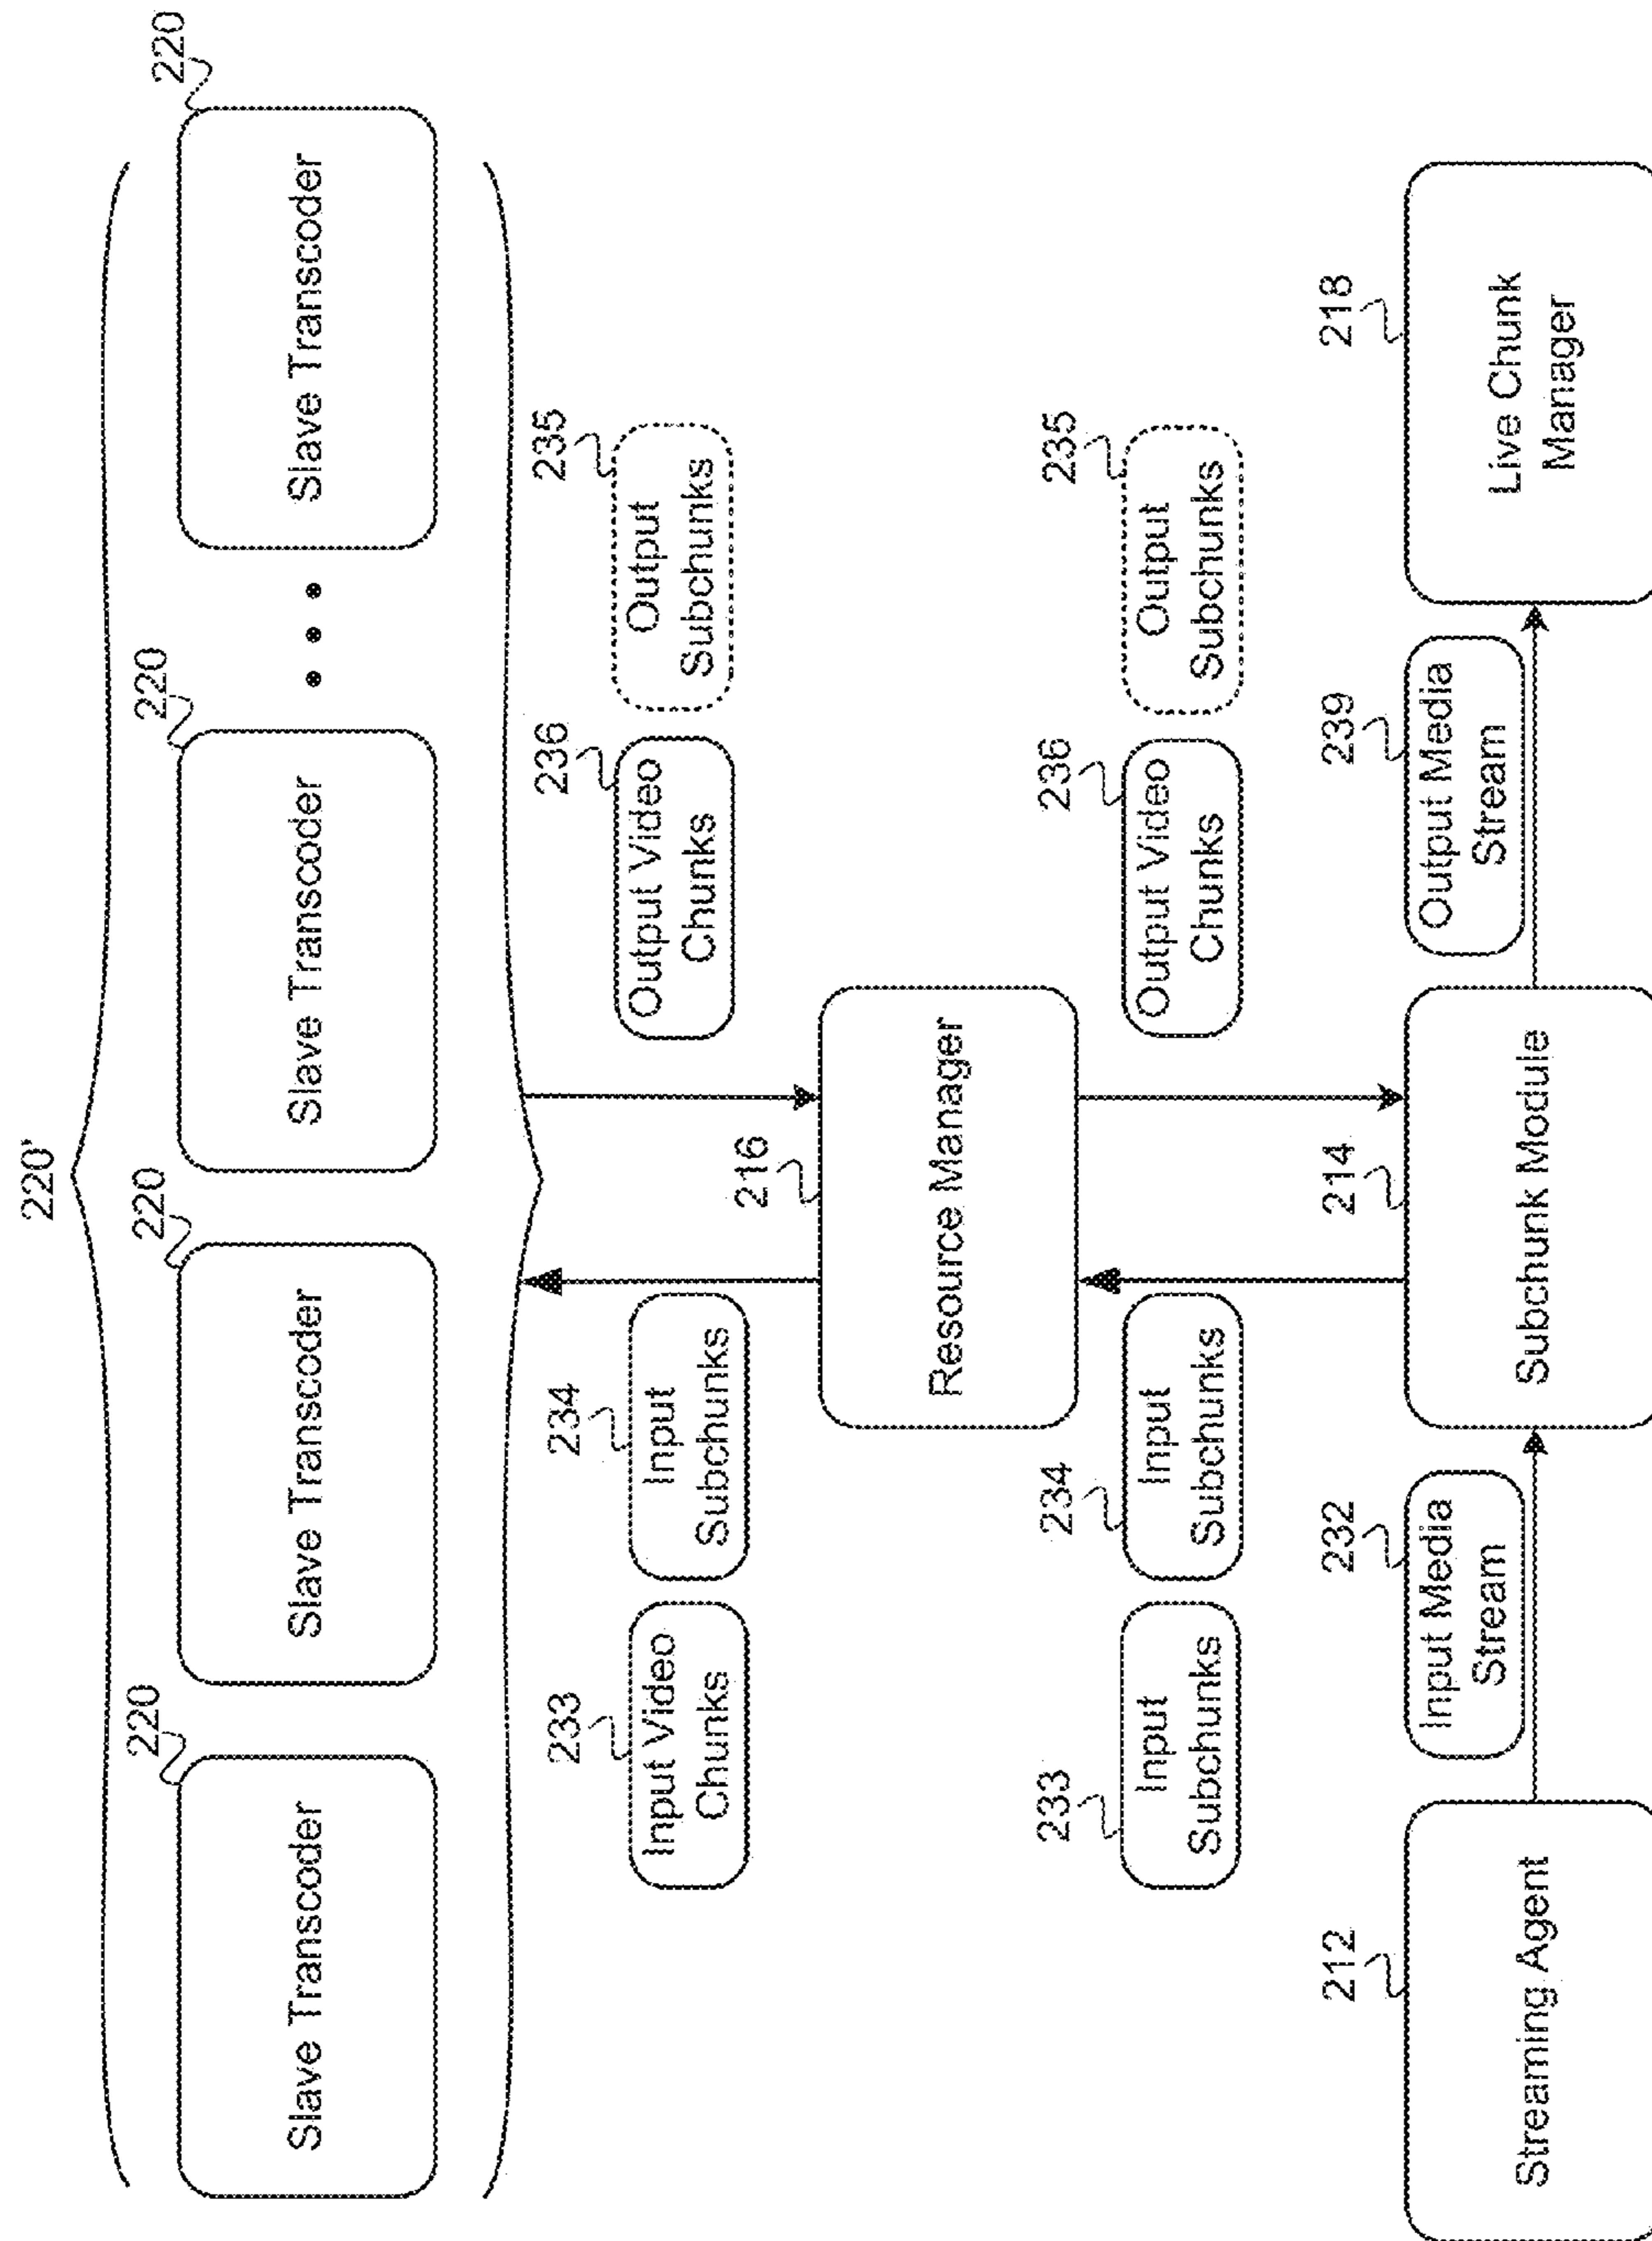 220'
220
220
220
220
Slave Transcoder
Slave Transcoder
Slave Transcoder
Slave Transcoder
233
234
236
235
Input Video
Chunks
Input
Subchunks
Output Video
Chunks
Output
Subchunks
216
Resource Manager
233
234
236
235
Input
Subchunks
Input
Subchunks
Output Video
Chunks
Output
Subchunks
212
232
214
239
218
Streaming Agent
Input Media
Stream
Subchunk Module
Output Media
Stream
Live Chunk
Manager